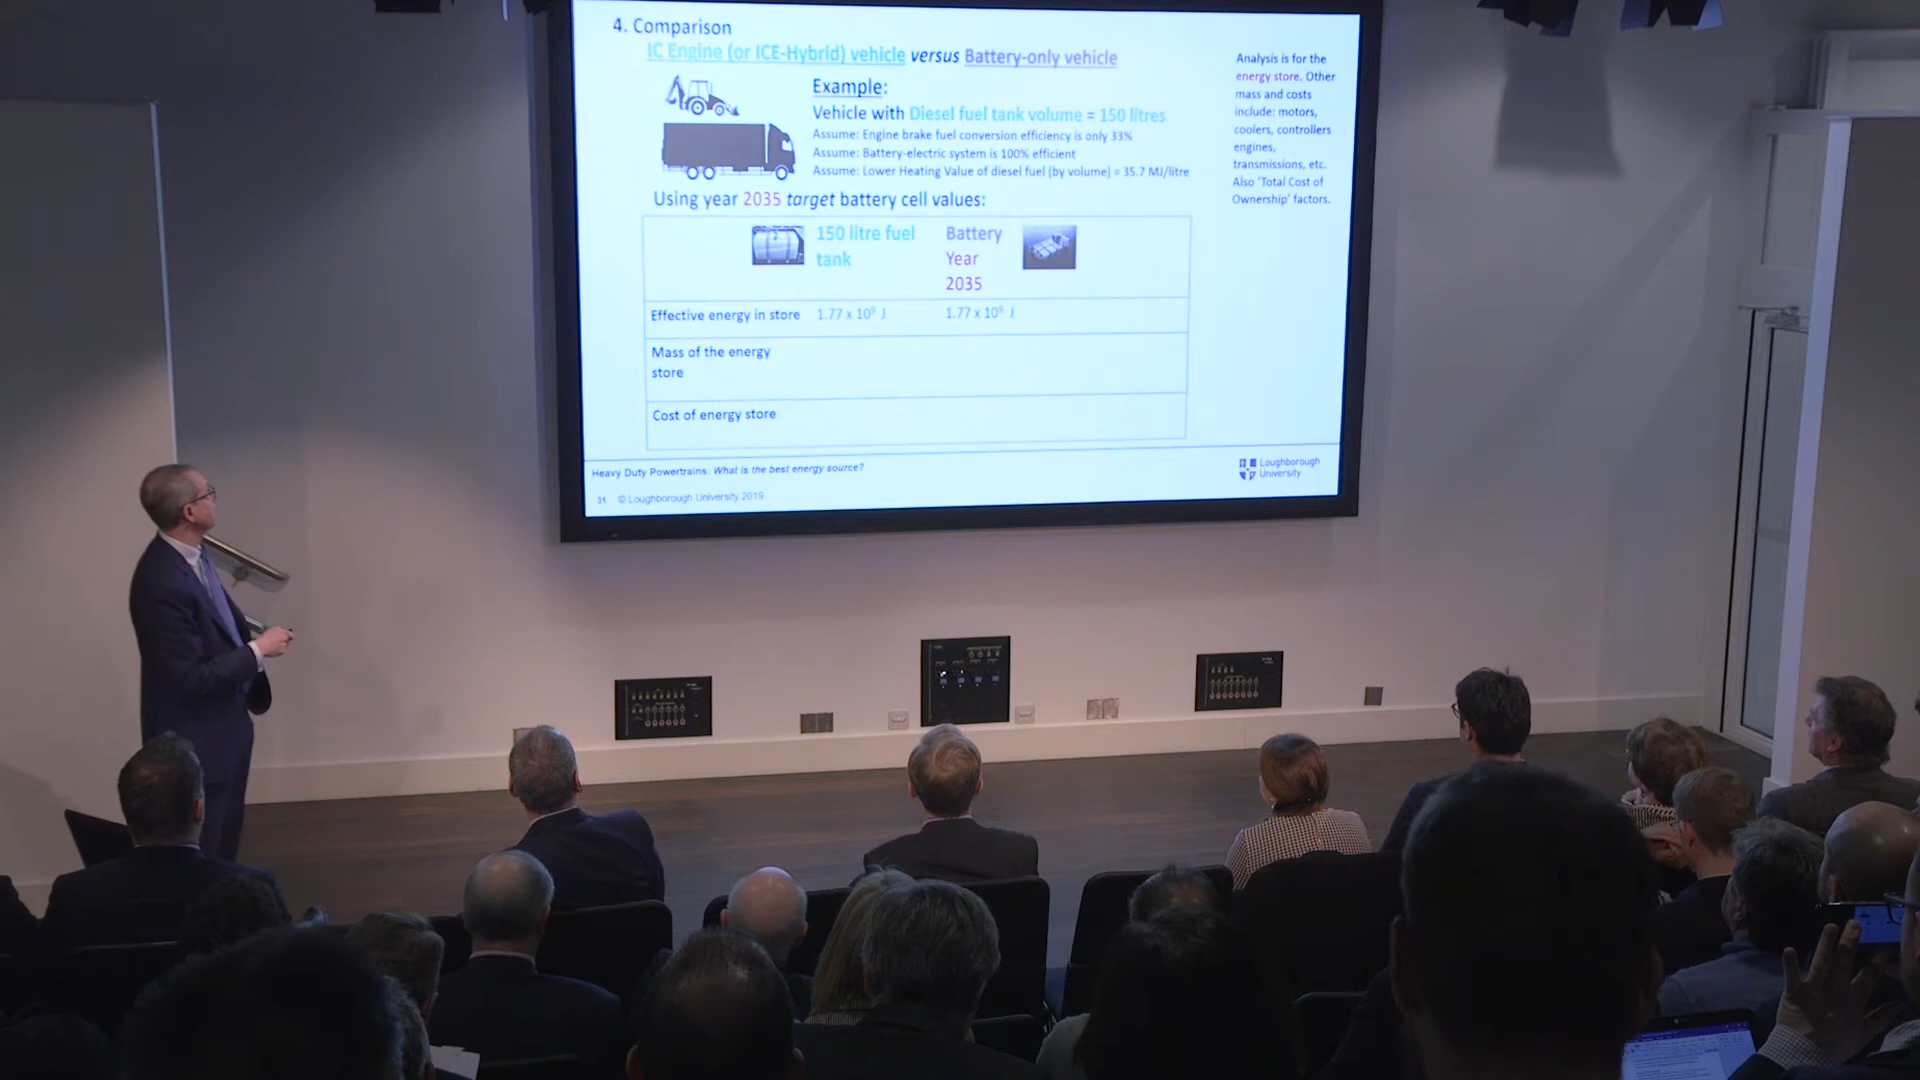 4. Comparison
IC Engine (or ICE-Hybrid) vehicle versus Battery-only vehicle
Example:
Vehicle with Diesel fuel tank volume = 150 litres
Assume: Engine brake fuel conversion efficiency is only 33%
Assume: Battery-electric system is 100% efficient
Assume: Lower Heating Value of diesel fuel (by volume) = 35.7 MJ/litre
Using year 2035 target battery cell values:
150 litre fuel
tank
Battery
Year
2035
Effective energy in store 1.77 x 10⁹ J 1.77 x 10⁹ J
Mass of the energy
store
Cost of energy store
Analysis is for the
energy store. Other
mass and costs
include: motors,
coolers, controllers
engines,
transmissions, etc.
Also 'Total Cost of
Ownership' factors.
Heavy Duty Powertrains: What is the best energy source?
31 © Loughborough University 2019
Loughborough
University